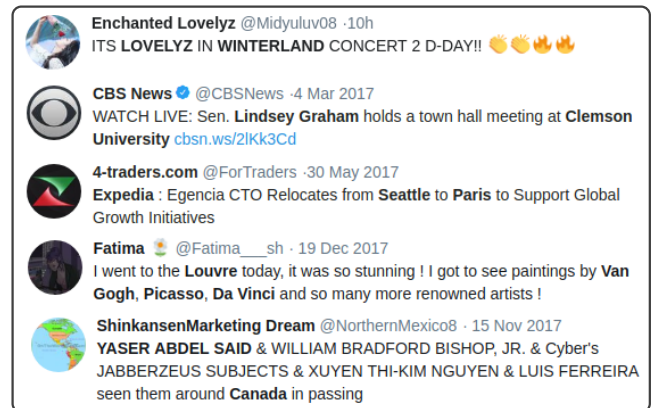 Enchanted Lovelyz @Midyuluv08 ·10h
ITS LOVELYZ IN WINTERLAND CONCERT 2 D-DAY!! 👏👏🔥🔥
CBS News @CBSNews ·4 Mar 2017
WATCH LIVE: Sen. Lindsey Graham holds a town hall meeting at Clemson
University cbsn.ws/2lKk3Cd
4-traders.com @ForTraders ·30 May 2017
Expedia : Egencia CTO Relocates from Seattle to Paris to Support Global
Growth Initiatives
Fatima 🌼 @Fatima___sh · 19 Dec 2017
I went to the Louvre today, it was so stunning ! I got to see paintings by Van
Gogh, Picasso, Da Vinci and so many more renowned artists !
ShinkansenMarketing Dream @NorthernMexico8 · 15 Nov 2017
YASER ABDEL SAID & WILLIAM BRADFORD BISHOP, JR. & Cyber's
JABBERZEUS SUBJECTS & XUYEN THI-KIM NGUYEN & LUIS FERREIRA
seen them around Canada in passing